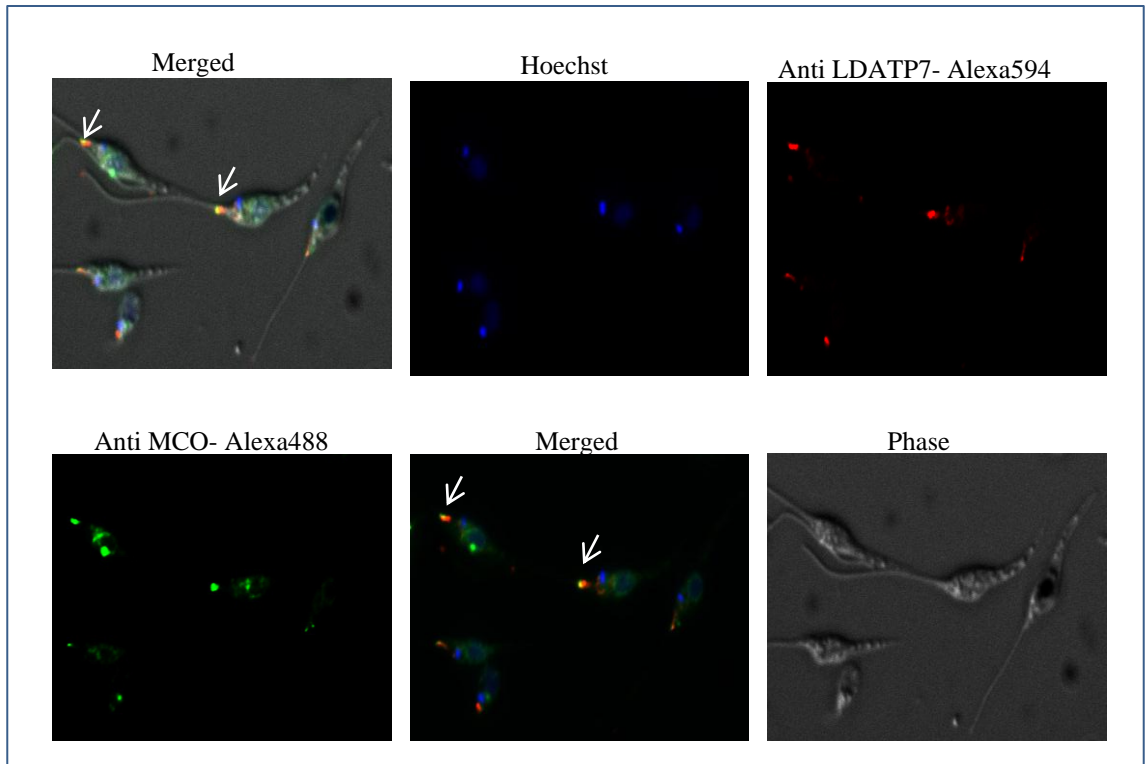 Merged
Hoechst
Anti LDATP7- Alexa594
Anti MCO- Alexa488
Merged
Phase